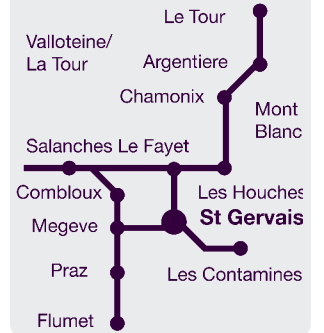 Le Tour
Valloteine/
La Tour
Argentiere
Chamonix
Mont
Blanc
Salanches Le Fayet
Combloux
Les Houches
Megeve
St Gervais
Praz
Les Contamines
Flumet